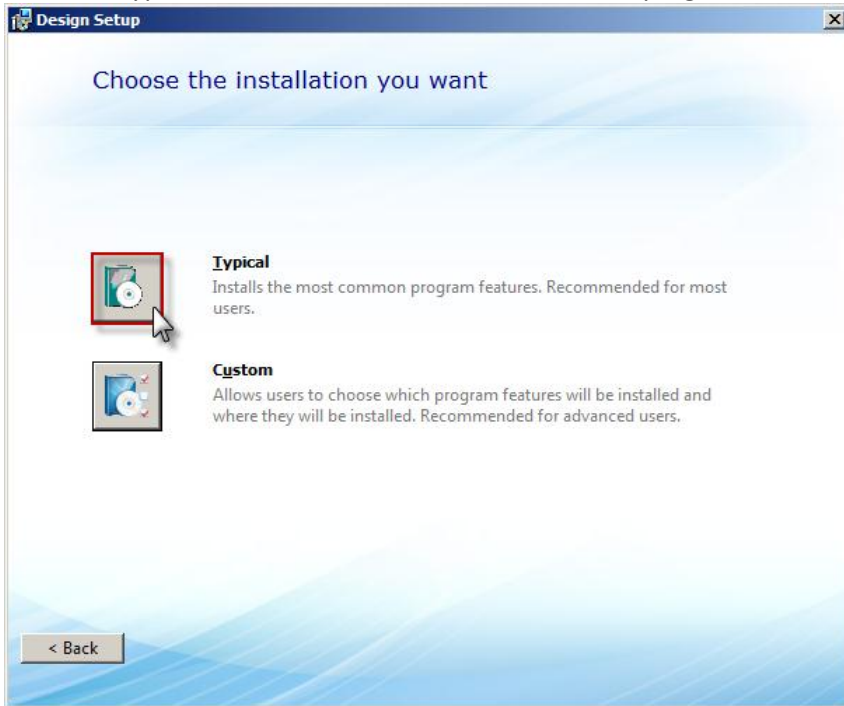 Design Setup
Choose the installation you want
Typical
Installs the most common program features. Recommended for most
users.
Custom
Allows users to choose which program features will be installed and
where they will be installed. Recommended for advanced users.
< Back